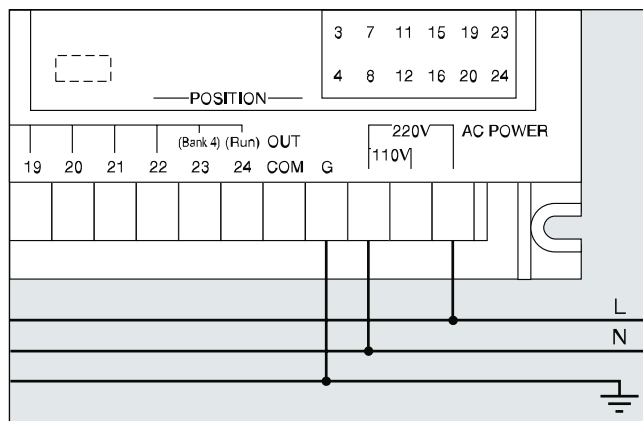 3 7 11 15 19 23
4 8 12 16 20 24
POSITION
220V AC POWER
(Bank 4) (Run) OUT
110V
19 20 21 22 23 24 COM G
L
N